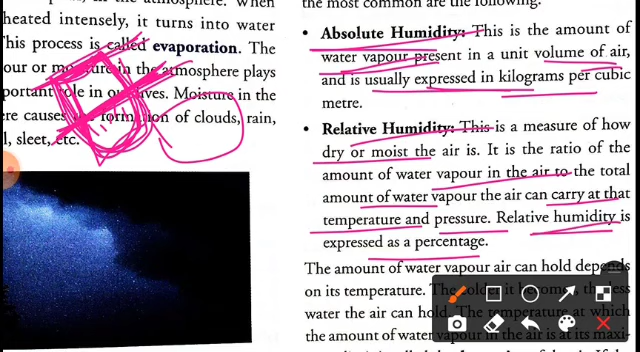 heated intensely, it turns into water
This process is called evaporation. The
our or moisture in the atmosphere plays
portant role in our lives. Moisture in the
ere causes formation of clouds, rain,
l, sleet, etc.
the most common are the following:
• Absolute Humidity: This is the amount of
water vapour present in a unit volume of air,
and is usually expressed in kilograms per cubic
metre.
• Relative Humidity: This is a measure of how
dry or moist the air is. It is the ratio of the
amount of water vapour in the air to the total
amount of water vapour the air can carry at that
temperature and pressure. Relative humidity is
expressed as a percentage.
The amount of water vapour air can hold depends
on its temperature. The colder it becomes, the less
water the air can hold. The temperature at which
the amount of water vapour in the air is at its maxi-